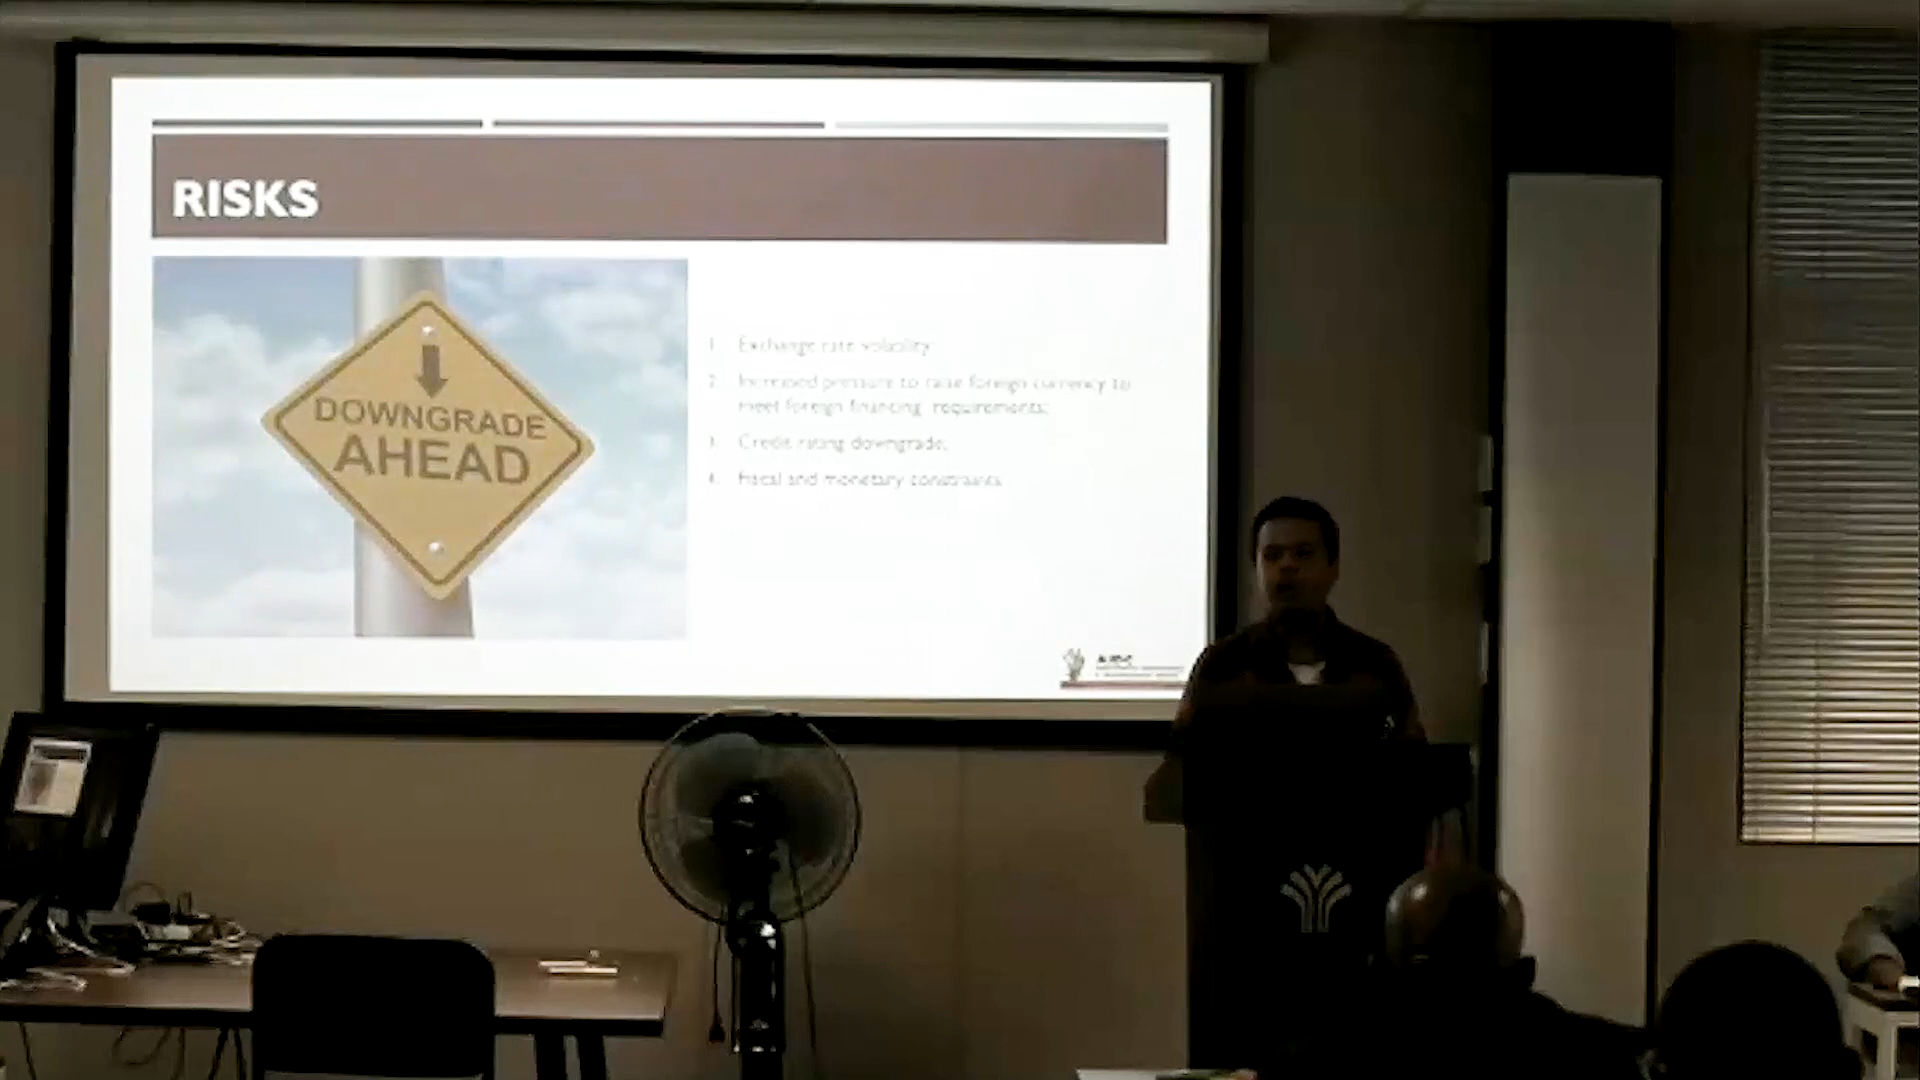 RISKS
DOWNGRADE
AHEAD
1. Exchange rate volatility;
2. Increased pressure to raise foreign currency to
meet foreign financing requirements;
3. Credit rating downgrade;
4. Fiscal and monetary constraints
AIDC